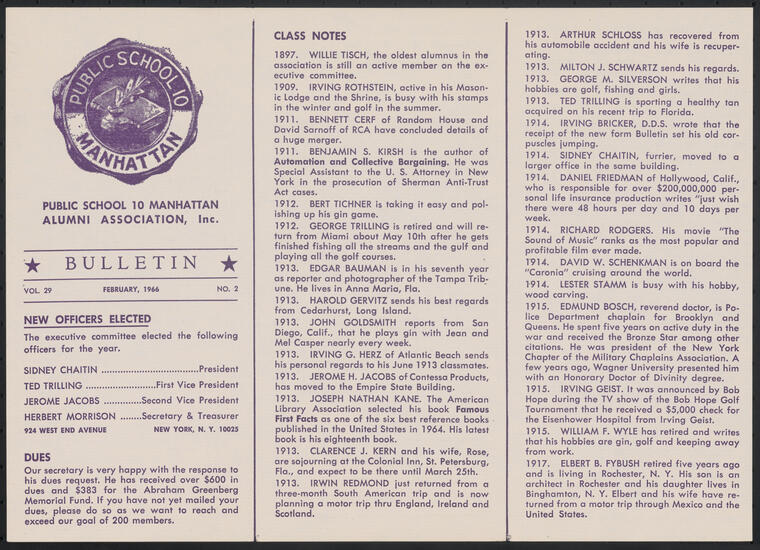 PUBLIC SCHOOL 10
MANHATTAN
PUBLIC SCHOOL 10 MANHATTAN
ALUMNI ASSOCIATION, Inc.
★ BULLETIN ★
VOL. 29 FEBRUARY, 1966 NO. 2
NEW OFFICERS ELECTED
The executive committee elected the following
officers for the year.
SIDNEY CHAITIN ..............................President
TED TRILLING ......................First Vice President
JEROME JACOBS ............Second Vice President
HERBERT MORRISON ........Secretary & Treasurer
924 WEST END AVENUE NEW YORK, N. Y. 10025
DUES
Our secretary is very happy with the response to
his dues request. He has received over $600 in
dues and $383 for the Abraham Greenberg
Memorial Fund. If you have not yet mailed your
dues, please do so as we want to reach and
exceed our goal of 200 members.
CLASS NOTES
1897. WILLIE TISCH, the oldest alumnus in the
association is still an active member on the ex-
ecutive committee.
1909. IRVING ROTHSTEIN, active in his Mason-
ic Lodge and the Shrine, is busy with his stamps
in the winter and golf in the summer.
1911. BENNETT CERF of Random House and
David Sarnoff of RCA have concluded details of
a huge merger.
1911. BENJAMIN S. KIRSH is the author of
Automation and Collective Bargaining. He was
Special Assistant to the U. S. Attorney in New
York in the prosecution of Sherman Anti-Trust
Act cases.
1912. BERT TICHNER is taking it easy and pol-
ishing up his gin game.
1912. GEORGE TRILLING is retired and will re-
turn from Miami about May 10th after he gets
finished fishing all the streams and the gulf and
playing all the golf courses.
1913. EDGAR BAUMAN is in his seventh year
as reporter and photographer of the Tampa Trib-
une. He lives in Anna Maria, Fla.
1913. HAROLD GERVITZ sends his best regards
from Cedarhurst, Long Island.
1913. JOHN GOLDSMITH reports from San
Diego, Calif., that he plays gin with Jean and
Mel Casper nearly every week.
1913. IRVING G. HERZ of Atlantic Beach sends
his personal regards to his June 1913 classmates.
1913. JEROME H. JACOBS of Contessa Products,
has moved to the Empire State Building.
1913. JOSEPH NATHAN KANE. The American
Library Association selected his book Famous
First Facts as one of the six best reference books
published in the United States in 1964. His latest
book is his eighteenth book.
1913. CLARENCE J. KERN and his wife, Rose,
are sojourning at the Colonial Inn, St. Petersburg,
Fla., and expect to be there until March 25th.
1913. IRWIN REDMOND just returned from a
three-month South American trip and is now
planning a motor trip thru England, Ireland and
Scotland.
1913. ARTHUR SCHLOSS has recovered from
his automobile accident and his wife is recuper-
ating.
1913. MILTON J. SCHWARTZ sends his regards.
1913. GEORGE M. SILVERSON writes that his
hobbies are golf, fishing and girls.
1913. TED TRILLING is sporting a healthy tan
acquired on his recent trip to Florida.
1914. IRVING BRICKER, D.D.S. wrote that the
receipt of the new form Bulletin set his old cor-
puscles jumping.
1914. SIDNEY CHAITIN, furrier, moved to a
larger office in the same building.
1914. DANIEL FRIEDMAN of Hollywood, Calif.,
who is responsible for over $200,000,000 per-
sonal life insurance production writes "just wish
there were 48 hours per day and 10 days per
week.
1914. RICHARD RODGERS. His movie "The
Sound of Music" ranks as the most popular and
profitable film ever made.
1914. DAVID W. SCHENKMAN is on board the
"Caronia" cruising around the world.
1914. LESTER STAMM is busy with his hobby,
wood carving.
1915. EDMUND BOSCH, reverend doctor, is Po-
lice Department chaplain for Brooklyn and
Queens. He spent five years on active duty in the
war and received the Bronze Star among other
citations. He was president of the New York
Chapter of the Military Chaplains Association. A
few years ago, Wagner University presented him
with an Honorary Doctor of Divinity degree.
1915. IRVING GEIST. It was announced by Bob
Hope during the TV show of the Bob Hope Golf
Tournament that he received a $5,000 check for
the Eisenhower Hospital from Irving Geist.
1915. WILLIAM F. WYLE has retired and writes
that his hobbies are gin, golf and keeping away
from work.
1917. ELBERT B. FYBUSH retired five years ago
and is living in Rochester, N. Y. His son is an
architect in Rochester and his daughter lives in
Binghamton, N. Y. Elbert and his wife have re-
turned from a motor trip through Mexico and the
United States.